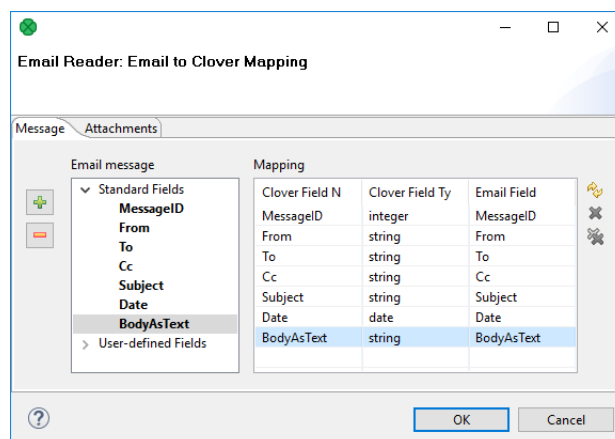 Email Reader: Email to Clover Mapping
Message Attachments
Email message
Standard Fields
MessageID
From
To
Cc
Subject
Date
BodyAsText
User-defined Fields
Mapping
Clover Field N Clover Field Ty Email Field
MessageID integer MessageID
From string From
To string To
Cc string Cc
Subject string Subject
Date date Date
BodyAsText string BodyAsText
OK Cancel